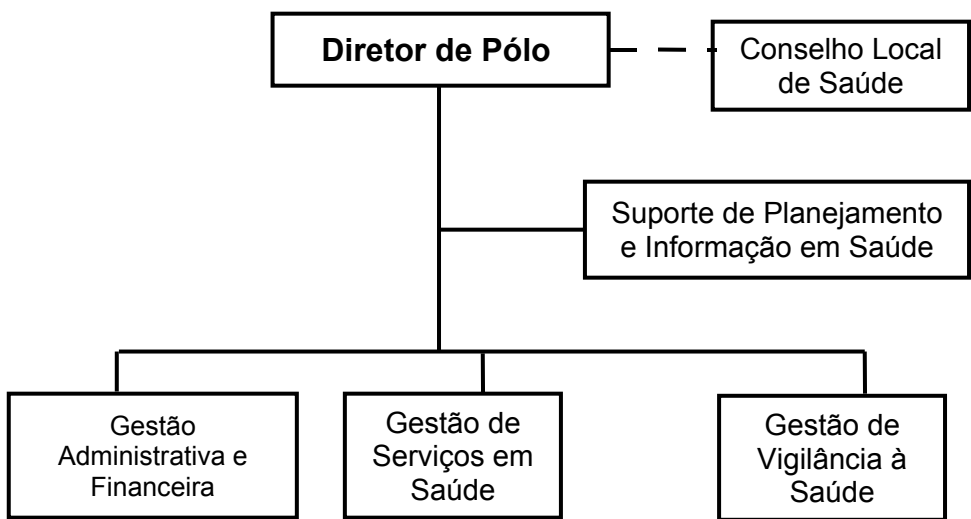 Diretor de Pólo
Conselho Local
de Saúde
Suporte de Planejamento
e Informação em Saúde
Gestão
Administrativa e
Financeira
Gestão de
Serviços em
Saúde
Gestão de
Vigilância à
Saúde